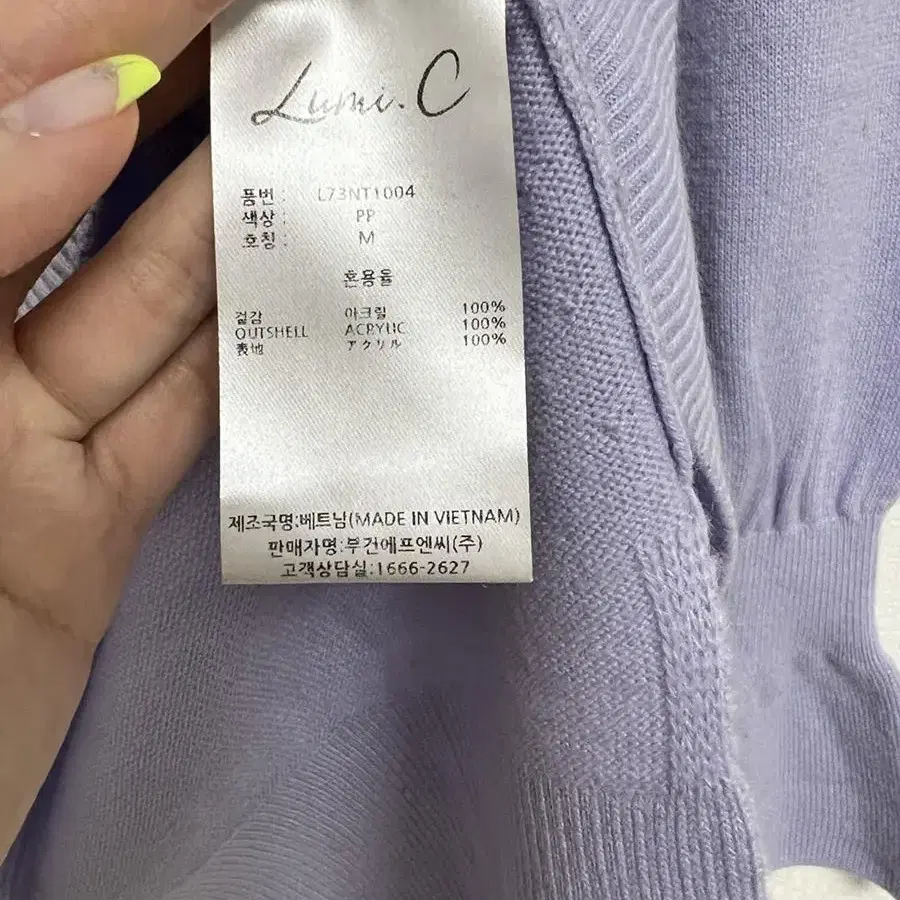 Lumi.C
품번 : L73NT1004
색상 : PP
호칭 : M
혼용율
겉감 아크릴 100%
OUTSHELL ACRYLIC 100%
表地 アクリル 100%
제조국명:베트남(MADE IN VIETNAM)
판매자명:부건에프엔씨(주)
고객상담실:1666-2627